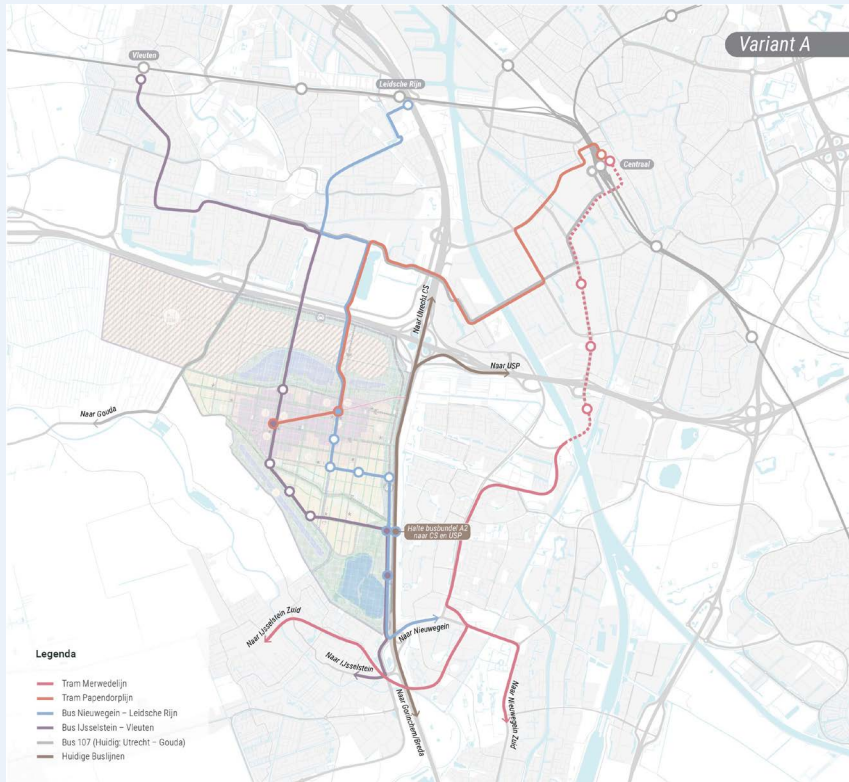 Variant A
Vleuten
Leidsche Rijn
Centraal
Naar Utrecht CS
Naar USP
Naar Gouda
Halte busbundel A2
naar CS en USP
Naar IJsselstein Zuid
Naar Nieuwegein
Naar IJsselstein
Naar Gorinchem/Breda
Naar Nieuwegein Zuid
Legenda
Tram Merwedelijn
Tram Papendorplijn
Bus Nieuwegein – Leidsche Rijn
Bus IJsselstein – Vleuten
Bus 107 (Huidig: Utrecht – Gouda)
Huidige Buslijnen